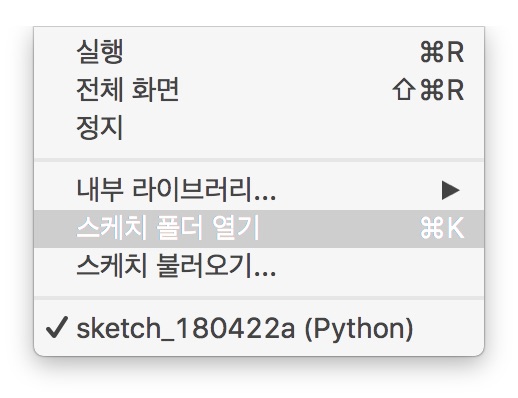 실행 ⌘R
전체 화면 ⇧⌘R
정지
내부 라이브러리... ▶
스케치 폴더 열기 ⌘K
스케치 불러오기...
✓ sketch_180422a (Python)